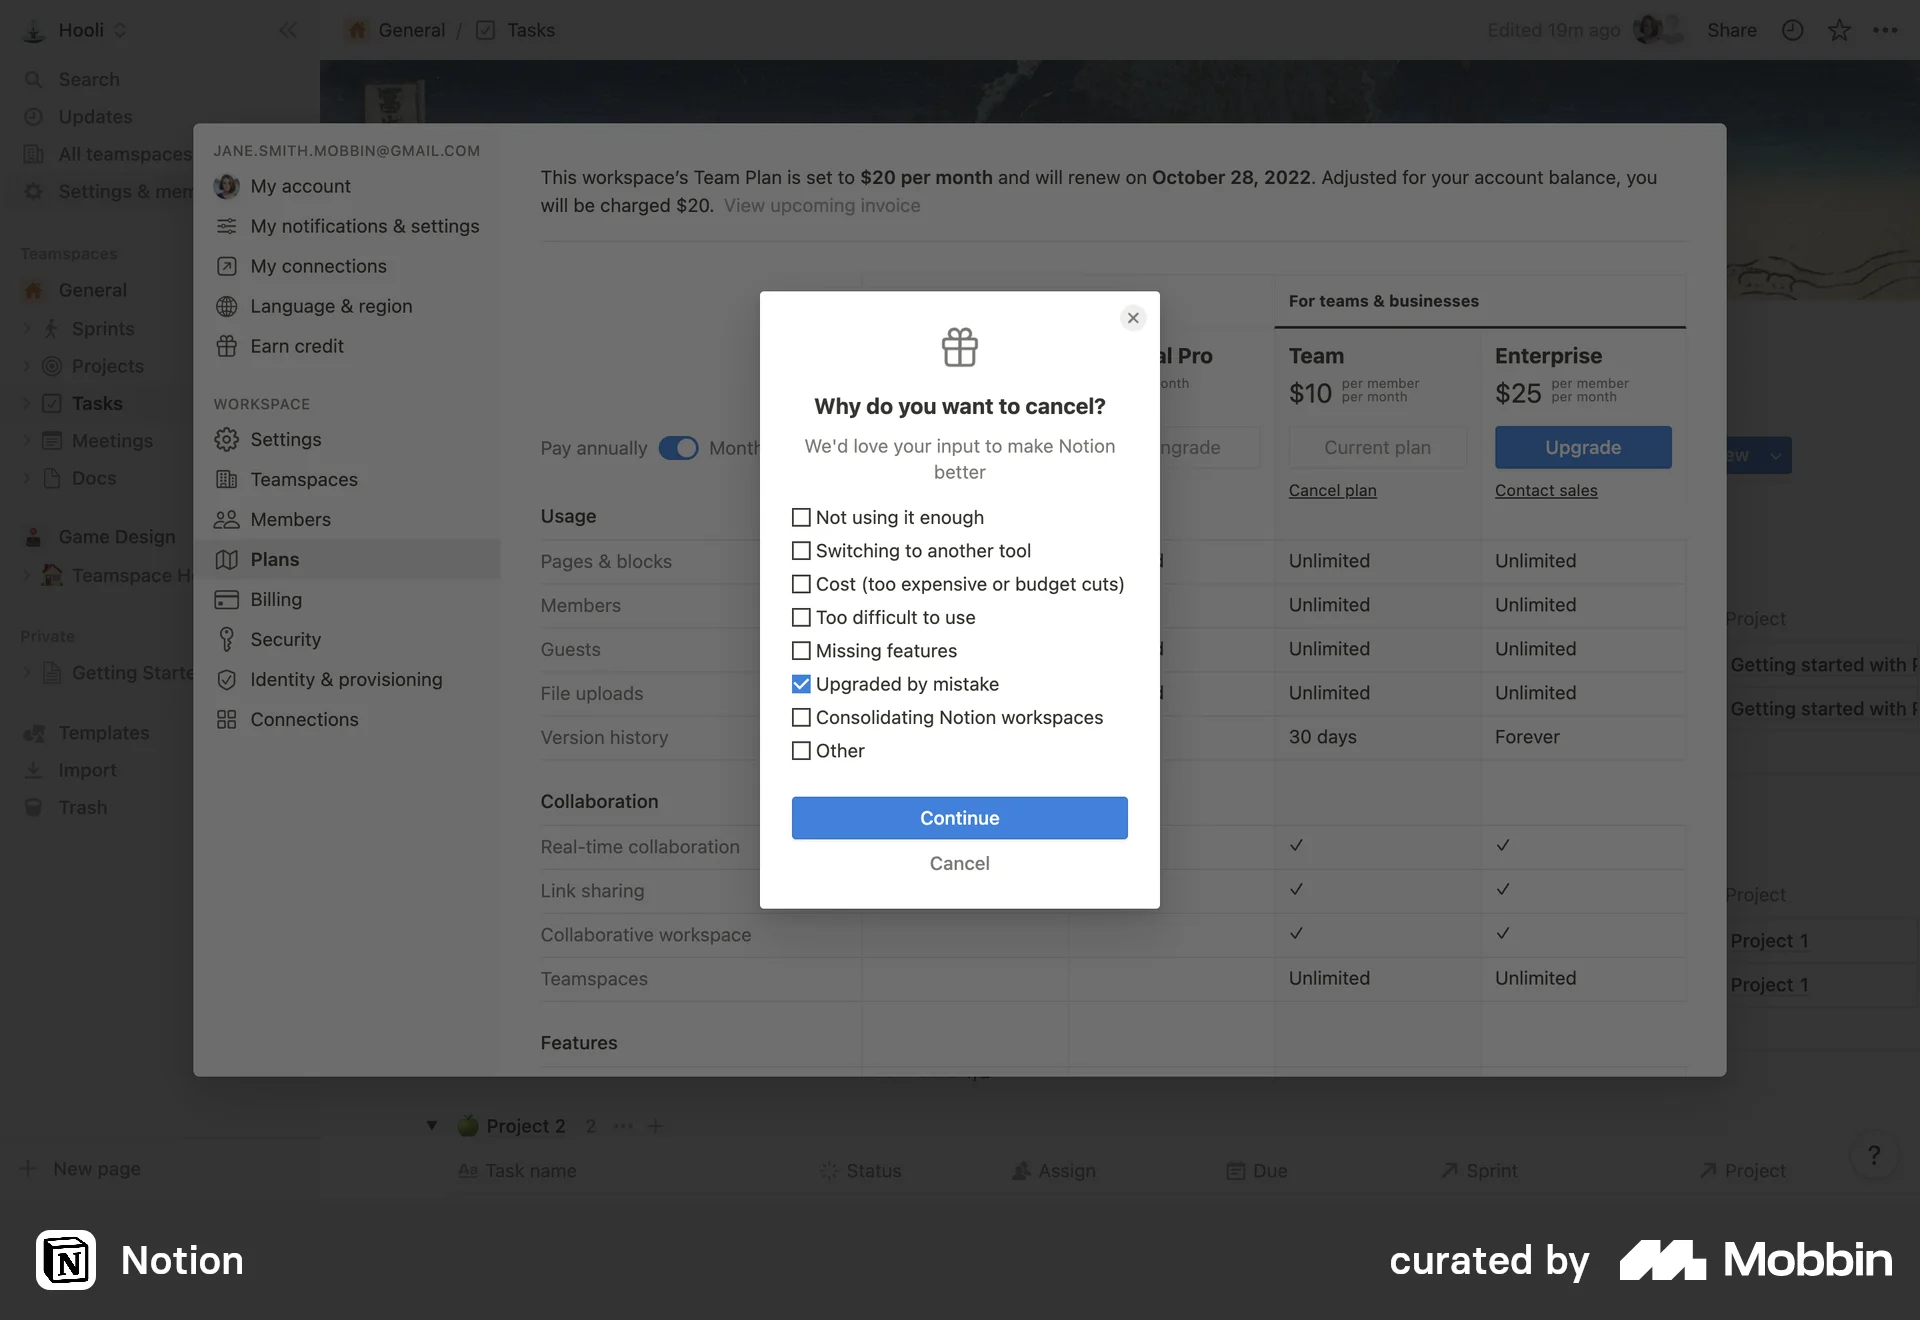 Hooli
General / Tasks
Edited 19m ago
Share
Search
Updates
All teamspaces
Settings & mem
Teamspaces
General
Sprints
Projects
Tasks
Meetings
Docs
Game Design
Teamspace H
Private
Getting Starte
Templates
Import
Trash
New page
JANE.SMITH.MOBBIN@GMAIL.COM
My account
My notifications & settings
My connections
Language & region
Earn credit
WORKSPACE
Settings
Teamspaces
Members
Plans
Billing
Security
Identity & provisioning
Connections
This workspace's Team Plan is set to $20 per month and will renew on October 28, 2022. Adjusted for your account balance, you
will be charged $20. View upcoming invoice
For teams & businesses
al Pro
onth
Team
$10 per member
per month
Enterprise
$25 per member
per month
Pay annually
Month
ngrade
Current plan
Upgrade
Cancel plan
Contact sales
Usage
Pages & blocks
Unlimited
Unlimited
Members
Unlimited
Unlimited
Guests
Unlimited
Unlimited
File uploads
Unlimited
Unlimited
Version history
30 days
Forever
Collaboration
Real-time collaboration
✓
✓
Link sharing
✓
✓
Collaborative workspace
✓
✓
Teamspaces
Unlimited
Unlimited
Features
Why do you want to cancel?
We'd love your input to make Notion
better
Not using it enough
Switching to another tool
Cost (too expensive or budget cuts)
Too difficult to use
Missing features
Upgraded by mistake
Consolidating Notion workspaces
Other
Continue
Cancel
ew
Project
Getting started with P
Getting started with P
Project
Project 1
Project 1
Project 2 2
Aa Task name
Status
Assign
Due
Sprint
Project
?
Notion
curated by Mobbin